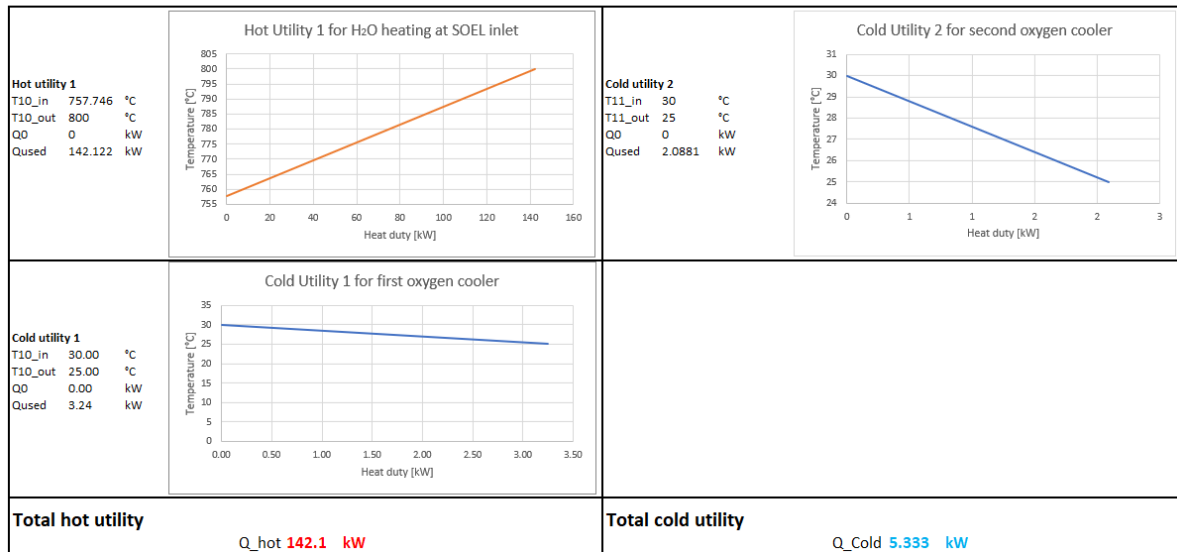 Hot Utility 1 for H₂O heating at SOEL inlet
Hot utility 1
T10_in 757.746 °C
T10_out 800 °C
Q0 0 kW
Qused 142.122 kW
Temperature [°C]
805
800
795
790
785
780
775
770
765
760
755
0 20 40 60 80 100 120 140 160
Heat duty [kW]
Cold Utility 2 for second oxygen cooler
Cold utility 2
T11_in 30 °C
T11_out 25 °C
Q0 0 kW
Qused 2.0881 kW
Temperature [°C]
31
30
29
28
27
26
25
24
0 1 1 2 2 3
Heat duty [kW]
Cold Utility 1 for first oxygen cooler
Cold utility 1
T10_in 30.00 °C
T10_out 25.00 °C
Q0 0.00 kW
Qused 3.24 kW
Temperature [°C]
35
30
25
20
15
10
5
0
0.00 0.50 1.00 1.50 2.00 2.50 3.00 3.50
Heat duty [kW]
Total hot utility
Q_hot 142.1 kW
Total cold utility
Q_Cold 5.333 kW